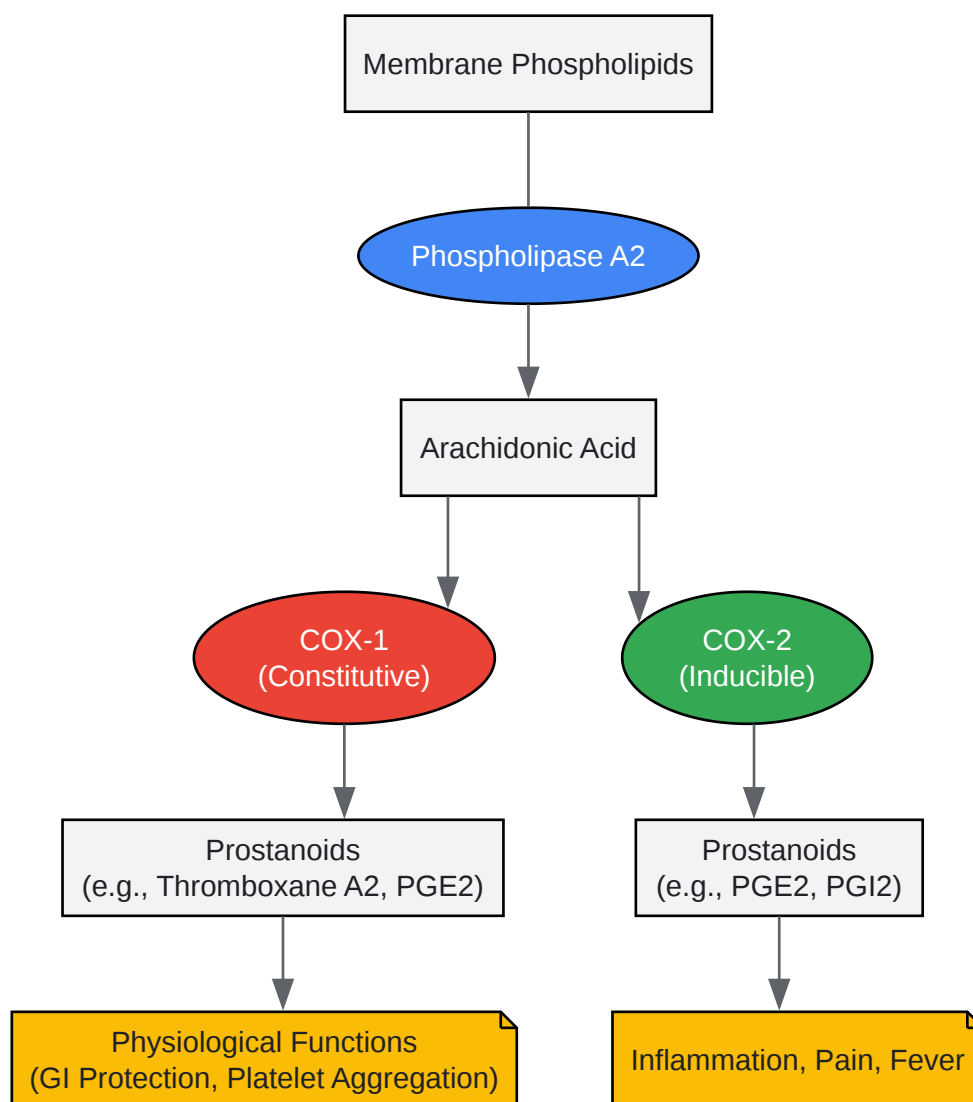 Membrane Phospholipids
Phospholipase A2
Arachidonic Acid
COX-1
(Constitutive)
COX-2
(Inducible)
Prostanoids
(e.g., Thromboxane A2, PGE2)
Prostanoids
(e.g., PGE2, PGI2)
Physiological Functions
(GI Protection, Platelet Aggregation)
Inflammation, Pain, Fever